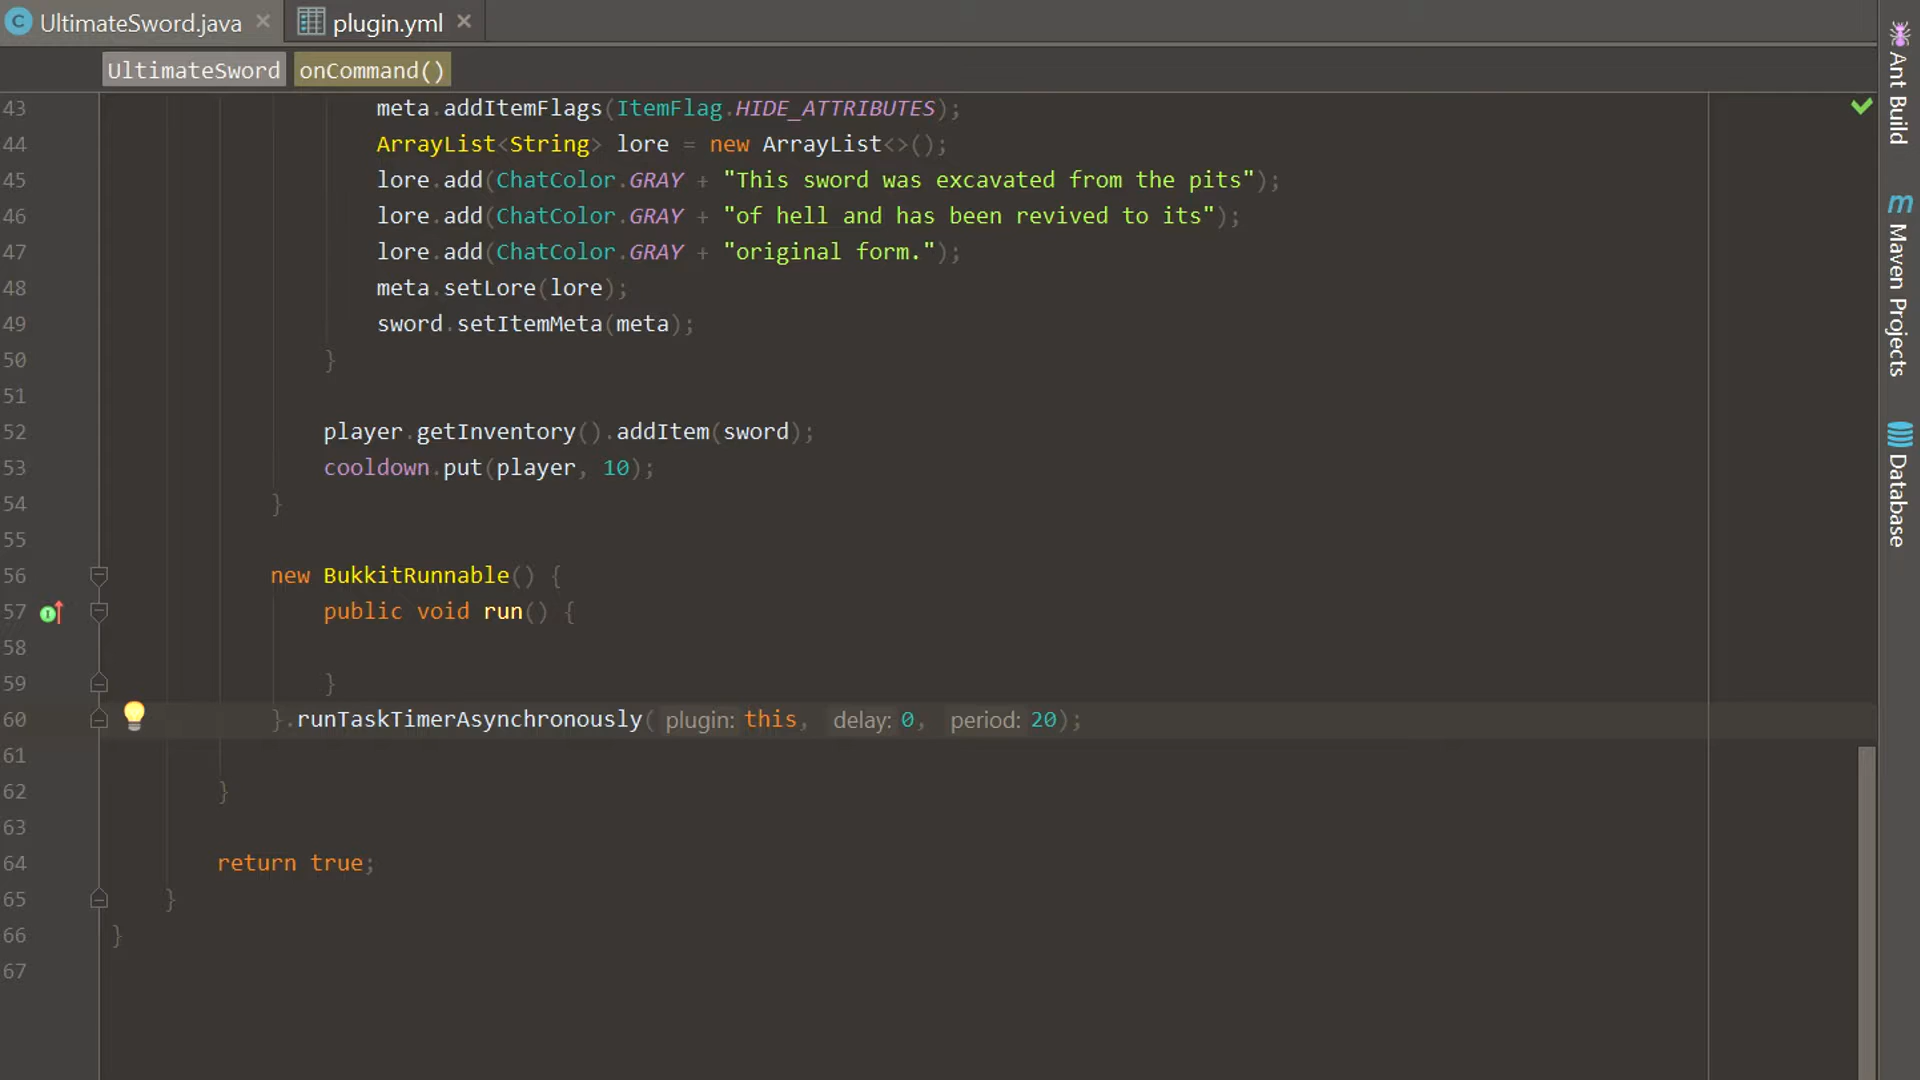 UltimateSword.java
plugin.yml
UltimateSword onCommand()
43 meta.addItemFlags(ItemFlag.HIDE_ATTRIBUTES);
44 ArrayList<String> lore = new ArrayList<>();
45 lore.add(ChatColor.GRAY + "This sword was excavated from the pits");
46 lore.add(ChatColor.GRAY + "of hell and has been revived to its");
47 lore.add(ChatColor.GRAY + "original form.");
48 meta.setLore(lore);
49 sword.setItemMeta(meta);
50 }
51
52 player.getInventory().addItem(sword);
53 cooldown.put(player, 10);
54 }
55
56 new BukkitRunnable() {
57 public void run() {
58
59 }
60 }.runTaskTimerAsynchronously( plugin: this, delay: 0, period: 20);
61
62 }
63
64 return true;
65 }
66 }
67
Ant Build
Maven Projects
Database